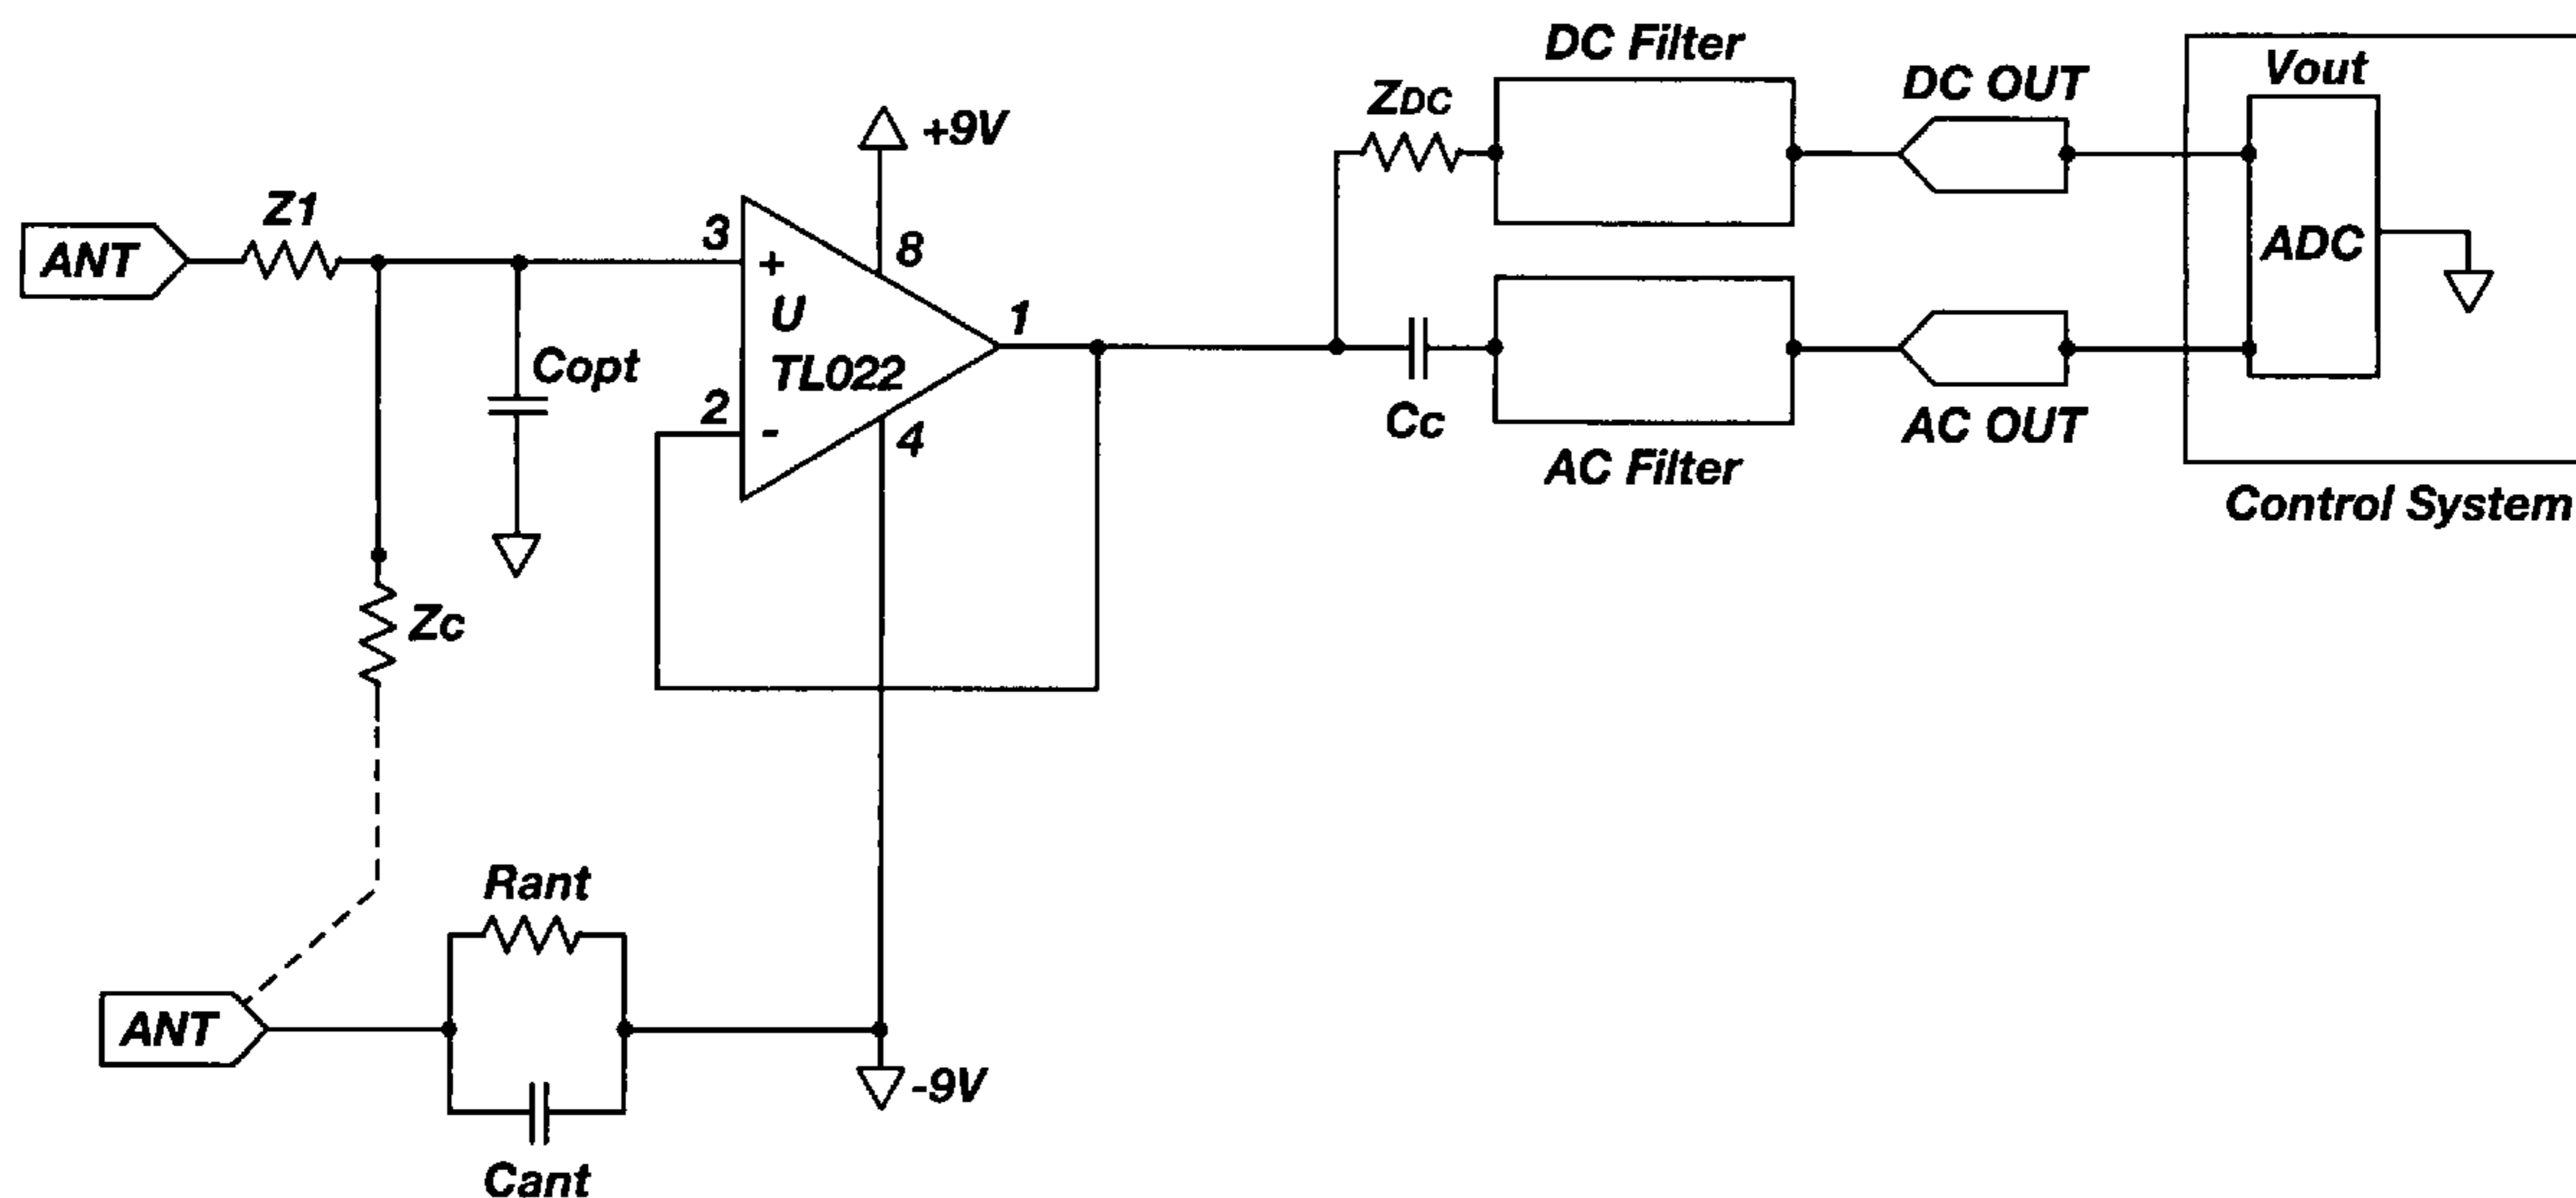 DC Filter
Vout
DC OUT
ZDC
+9V
Z1
3
8
ANT
+
ADC
U
1
Copt
TL022
2
-
4
Cc
AC OUT
AC Filter
Control System
Zc
Rant
ANT
-9V
Cant